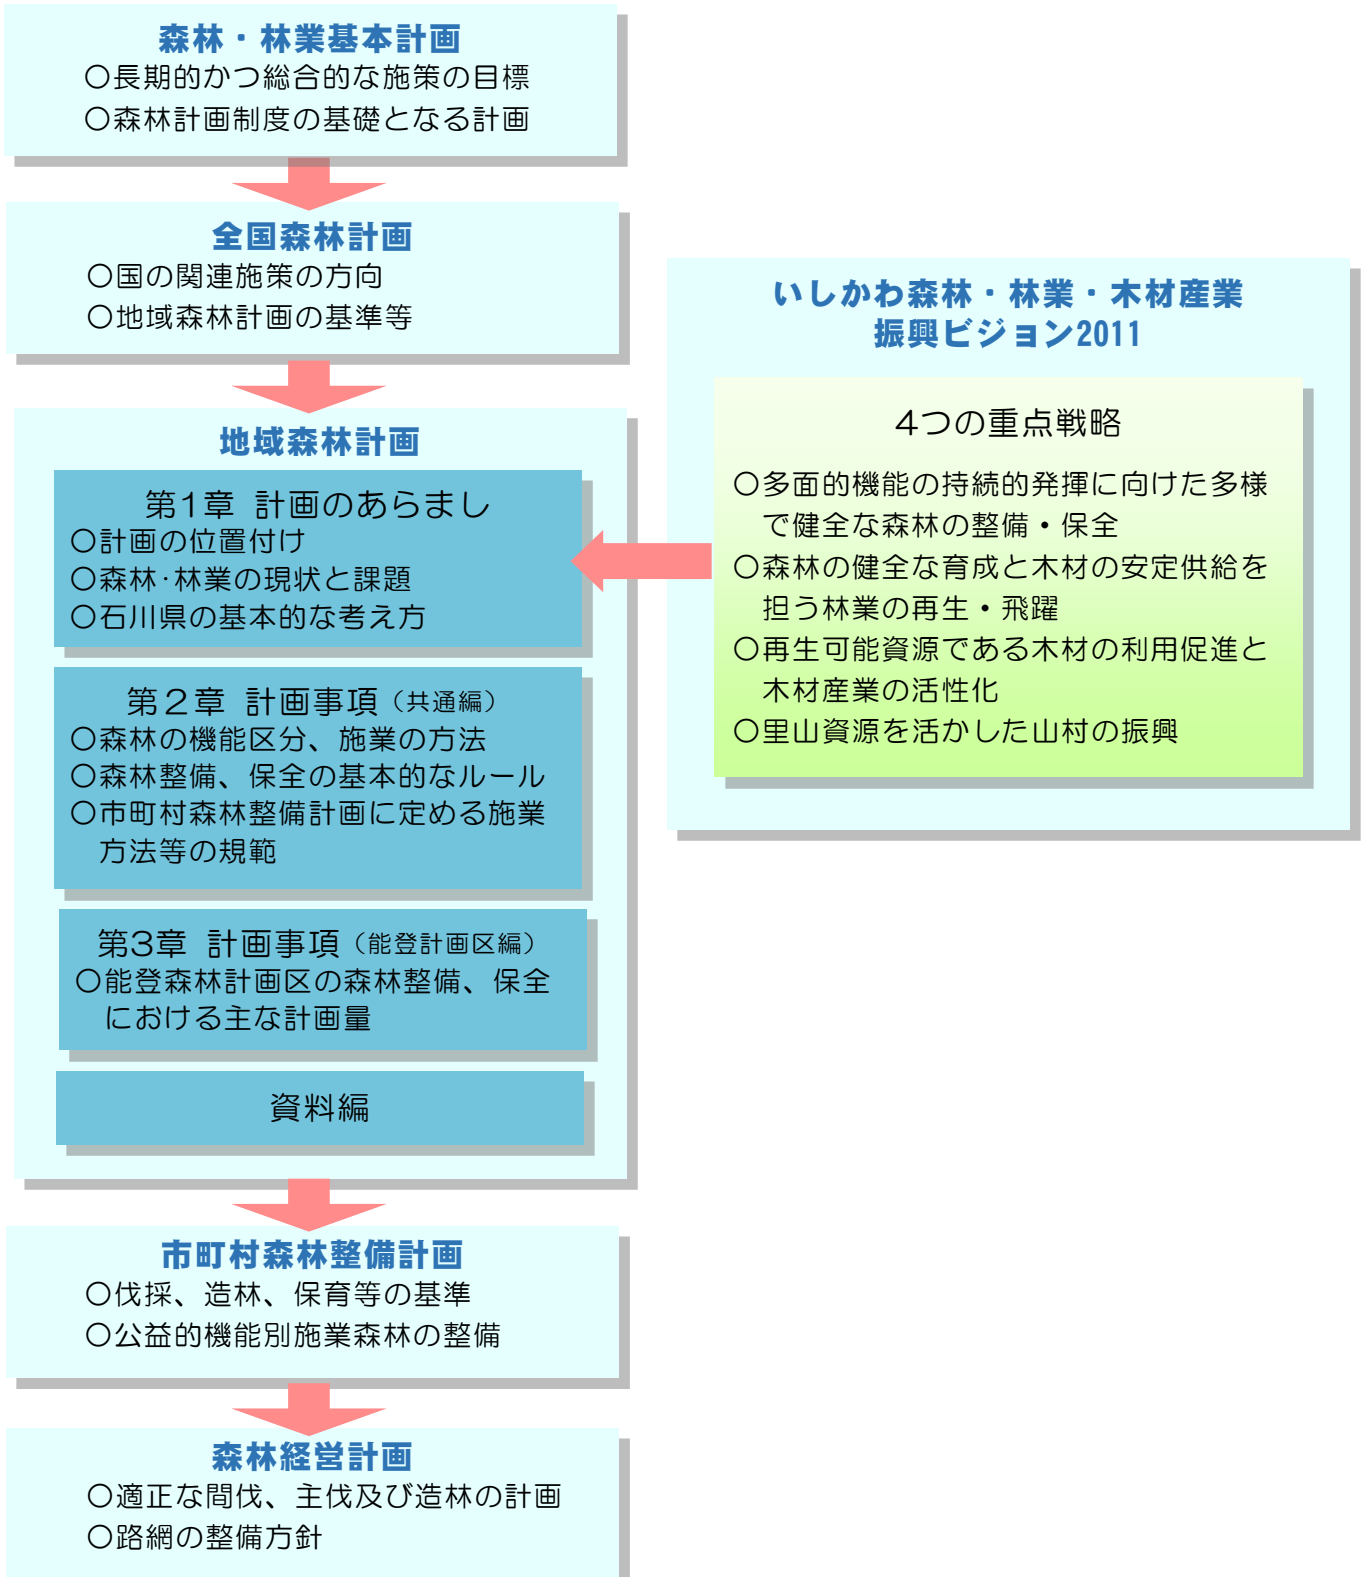 森林・林業基本計画
〇長期的かつ総合的な施策の目標
〇森林計画制度の基礎となる計画
全国森林計画
〇国の関連施策の方向
〇地域森林計画の基準等
いしかわ森林・林業・木材産業
振興ビジョン2011
4つの重点戦略
〇多面的機能の持続的発揮に向けた多様
で健全な森林の整備・保全
〇森林の健全な育成と木材の安定供給を
担う林業の再生・飛躍
〇再生可能資源である木材の利用促進と
木材産業の活性化
〇里山資源を活かした山村の振興
地域森林計画
第1章 計画のあらまし
〇計画の位置付け
〇森林・林業の現状と課題
〇石川県の基本的な考え方
第２章 計画事項（共通編）
〇森林の機能区分、施業の方法
〇森林整備、保全の基本的なルール
〇市町村森林整備計画に定める施業
方法等の規範
第3章 計画事項（能登計画区編）
〇能登森林計画区の森林整備、保全
における主な計画量
資料編
市町村森林整備計画
〇伐採、造林、保育等の基準
〇公益的機能別施業森林の整備
森林経営計画
〇適正な間伐、主伐及び造林の計画
〇路網の整備方針